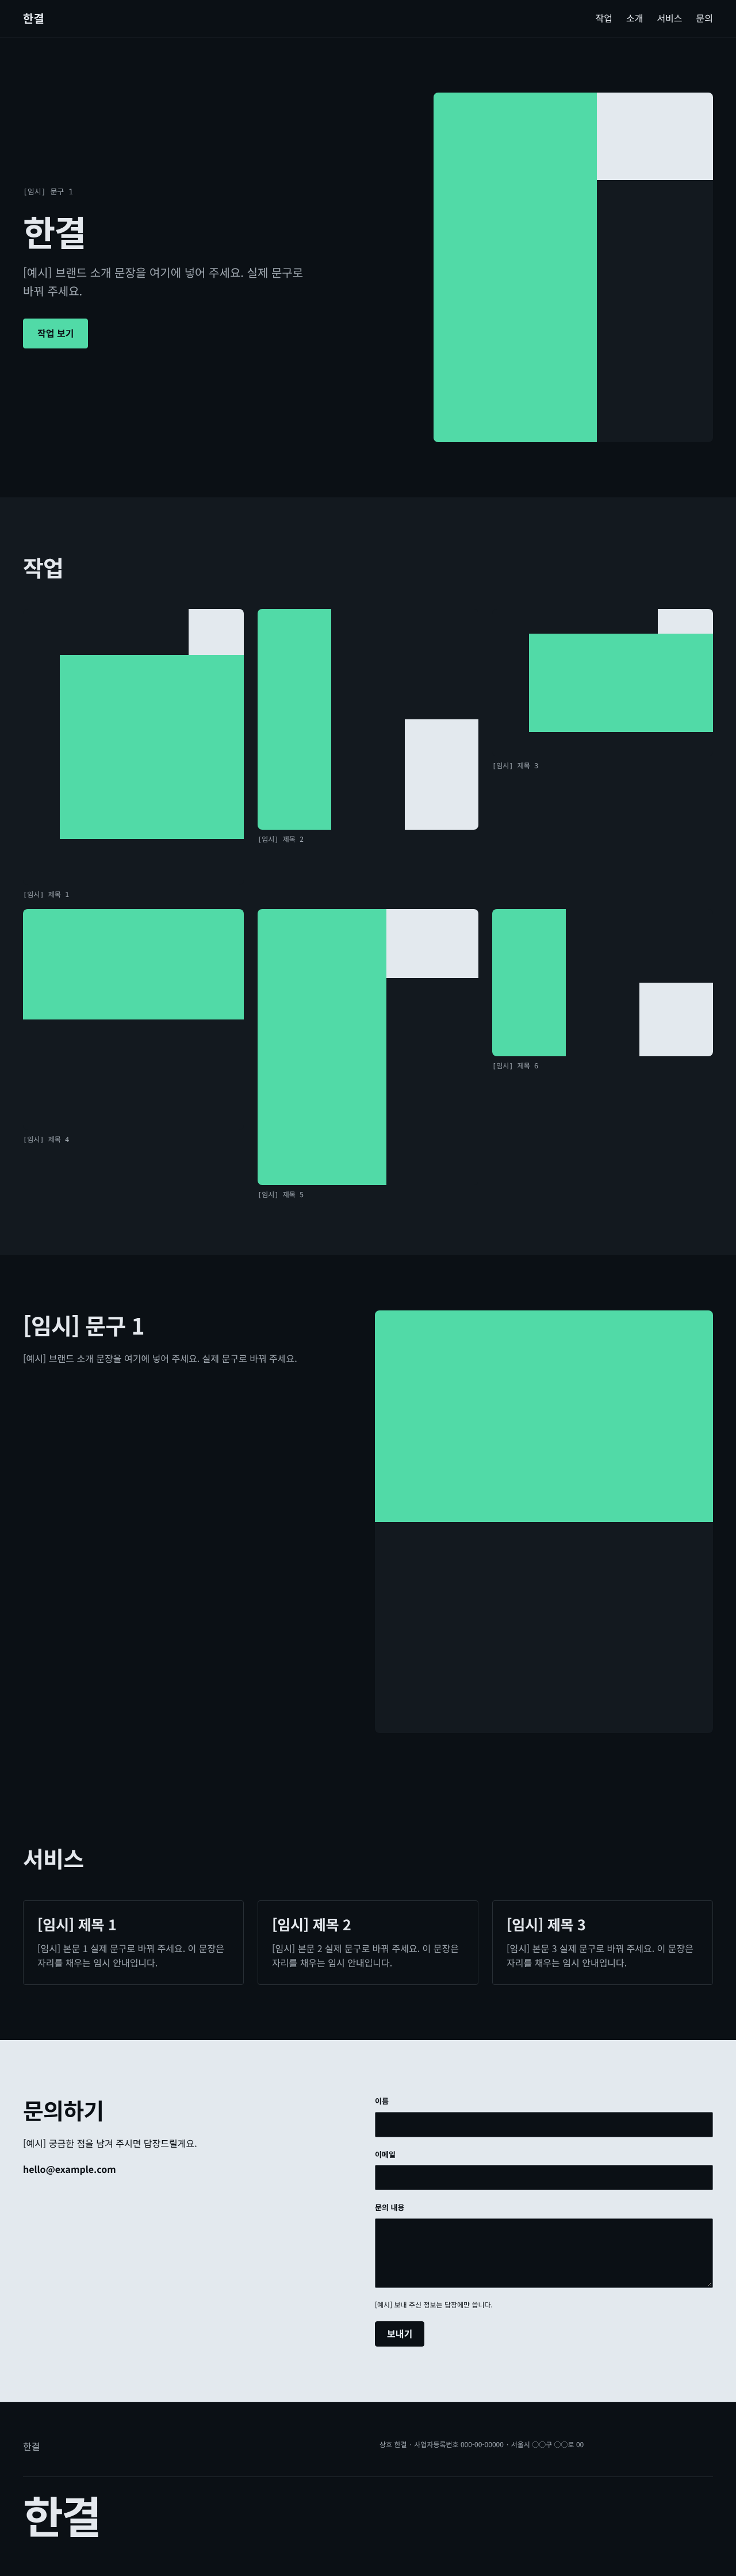 한결
작업 소개 서비스 문의
[임시] 문구 1
한결
[예시] 브랜드 소개 문장을 여기에 넣어 주세요. 실제 문구로
바꿔 주세요.
작업 보기
작업
[임시] 제목 1
[임시] 제목 2
[임시] 제목 3
[임시] 제목 4
[임시] 제목 5
[임시] 제목 6
[임시] 문구 1
[예시] 브랜드 소개 문장을 여기에 넣어 주세요. 실제 문구로 바꿔 주세요.
서비스
[임시] 제목 1
[임시] 본문 1 실제 문구로 바꿔 주세요. 이 문장은
자리를 채우는 임시 안내입니다.
[임시] 제목 2
[임시] 본문 2 실제 문구로 바꿔 주세요. 이 문장은
자리를 채우는 임시 안내입니다.
[임시] 제목 3
[임시] 본문 3 실제 문구로 바꿔 주세요. 이 문장은
자리를 채우는 임시 안내입니다.
문의하기
[예시] 궁금한 점을 남겨 주시면 답장드릴게요.
hello@example.com
이름
이메일
문의 내용
[예시] 보내 주신 정보는 답장에만 씁니다.
보내기
한결
상호 한결 · 사업자등록번호 000-00-00000 · 서울시 〇〇구 〇〇로 00
한결